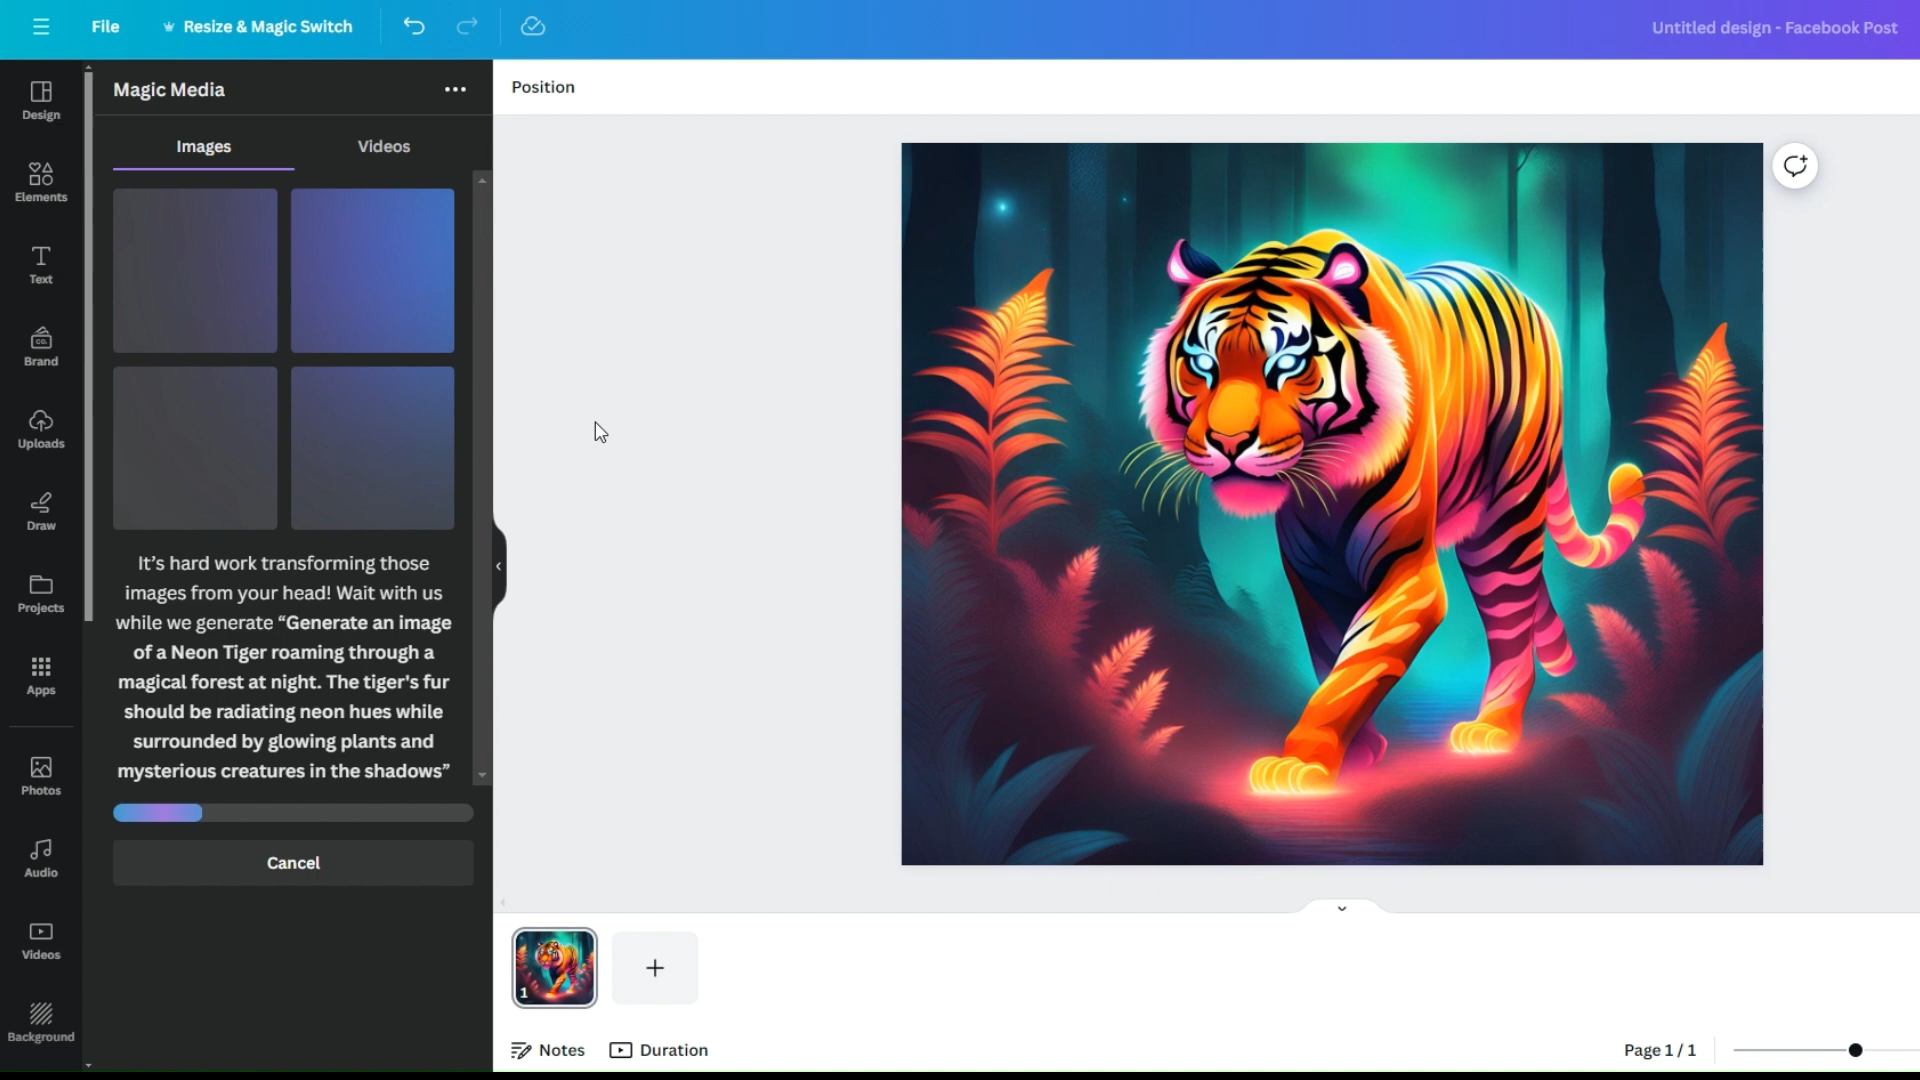 File
Resize & Magic Switch
Untitled design - Facebook Post
Design
Elements
Text
Brand
CO.
Uploads
Draw
Projects
Apps
Photos
Audio
Videos
Background
Magic Media
Images
Videos
It's hard work transforming those
images from your head! Wait with us
while we generate “Generate an image
of a Neon Tiger roaming through a
magical forest at night. The tiger's fur
should be radiating neon hues while
surrounded by glowing plants and
mysterious creatures in the shadows”
Cancel
Position
1
Notes
Duration
Page 1 / 1